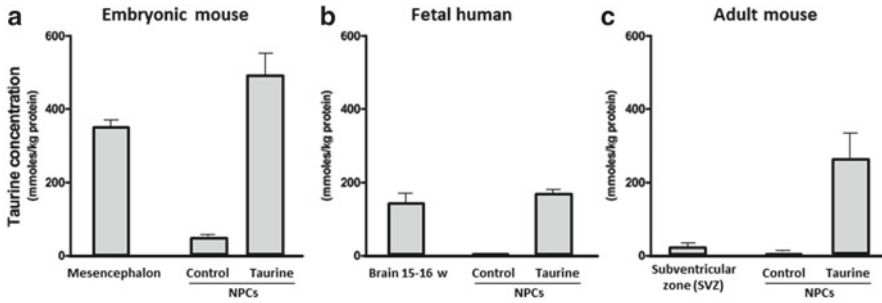 a Embryonic mouse
b Fetal human
c Adult mouse
Taurine concentration
(mmoles/kg protein)
600
400
200
0
Mesencephalon
Control Taurine
NPCs
(mmoles/kg protein)
600
400
200
0
Brain 15-16 w
Control Taurine
NPCs
(mmoles/kg protein)
600
400
200
0
Subventricular
zone (SVZ)
Control Taurine
NPCs